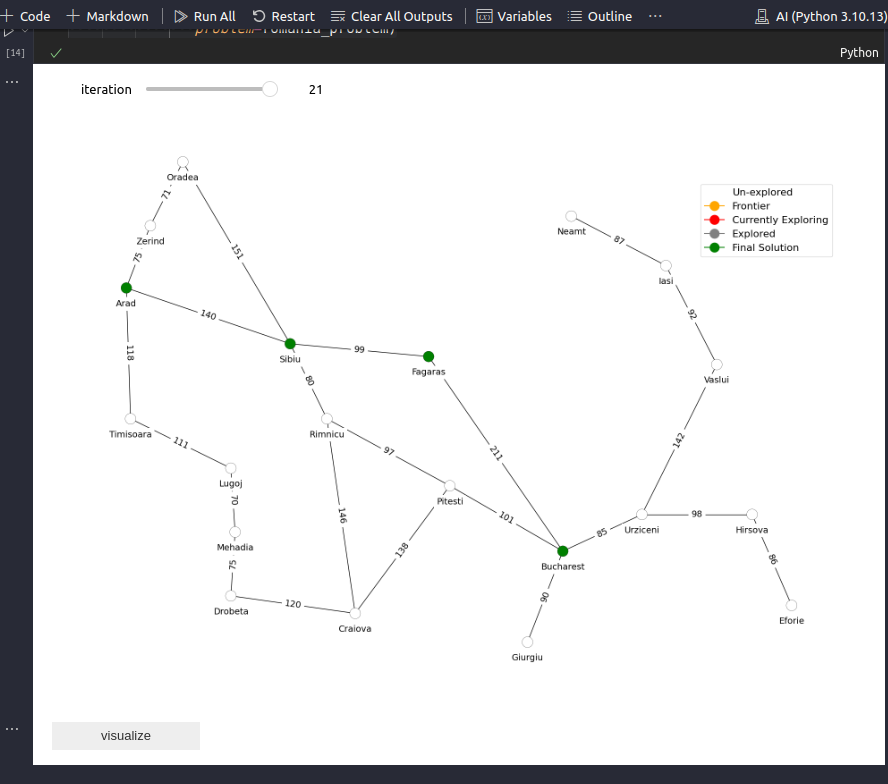 Code Markdown Run All Restart Clear All Outputs Variables Outline ... AI (Python 3.10.13)
[14] Python
iteration 21
Oradea
71
Zerind
75
151
Arad
140
118
Sibiu
99
Fagaras
80
Timisoara
111
Rimnicu
97
211
Lugoj
70
146
Pitesti
101
138
Mehadia
75
Drobeta
120
Craiova
Bucharest
85
90
Giurgiu
Urziceni
98
Hirsova
86
Eforie
142
Vaslui
92
Iasi
87
Neamt
Un-explored
Frontier
Currently Exploring
Explored
Final Solution
visualize